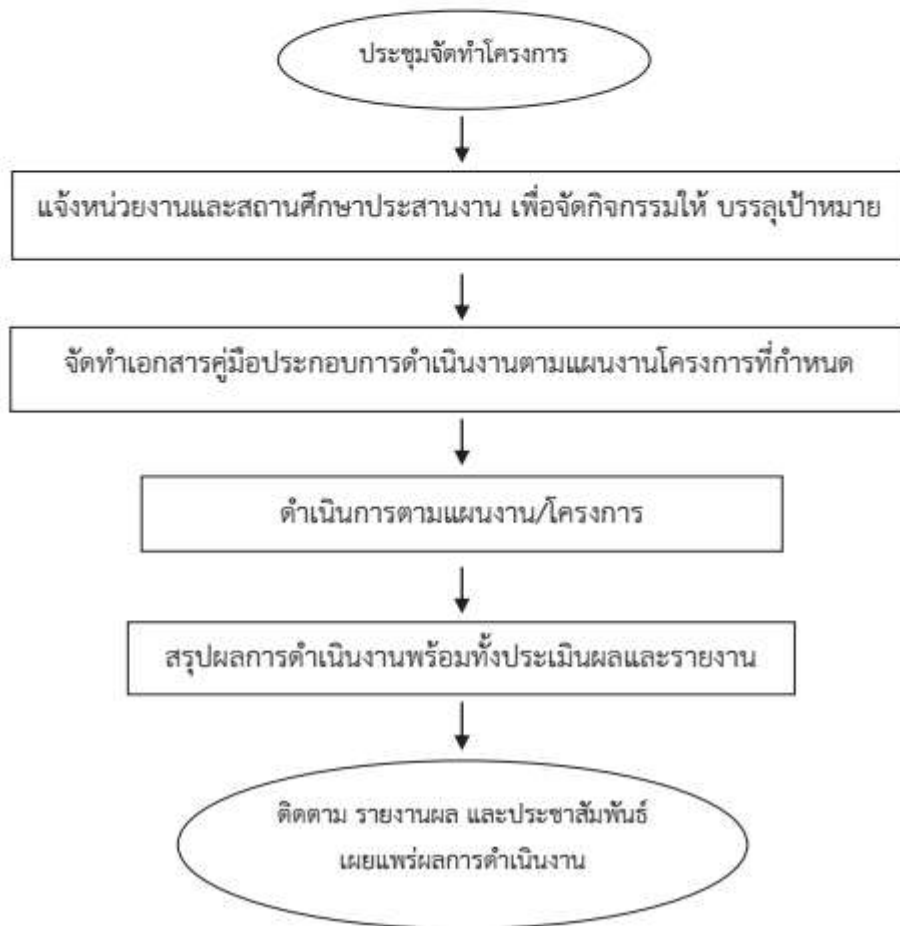 ประชุมจัดทำโครงการ
แจ้งหน่วยงานและสถานศึกษาประสานงาน เพื่อจัดกิจกรรมให้ บรรลุเป้าหมาย
จัดทำเอกสารคู่มือประกอบการดำเนินงานตามแผนงานโครงการที่กำหนด
ดำเนินการตามแผนงาน/โครงการ
สรุปผลการดำเนินงานพร้อมทั้งประเมินผลและรายงาน
ติดตาม รายงานผล และประชาสัมพันธ์
เผยแพร่ผลการดำเนินงาน